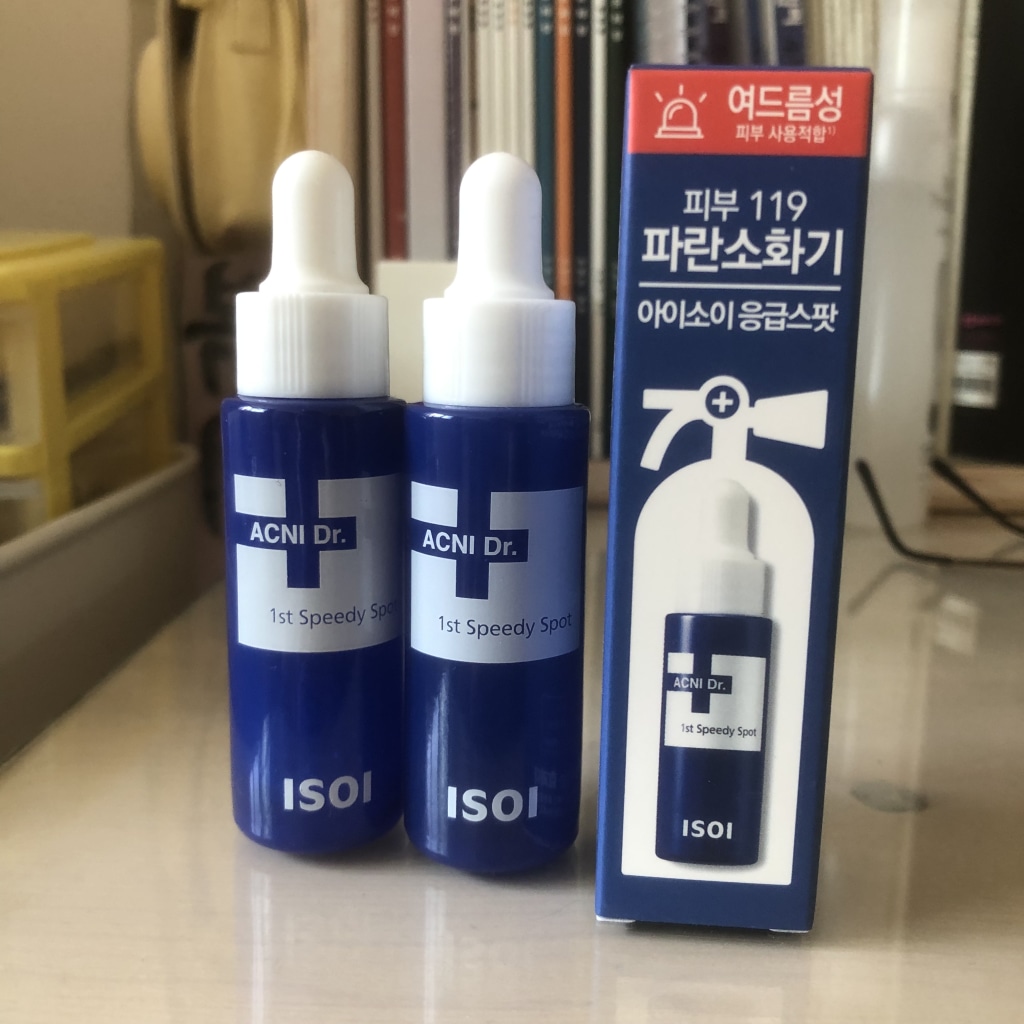 ACNI Dr.
1st Speedy Spot
ISOI
ACNI Dr.
1st Speedy Spot
ISOI
여드름성
피부 사용적합1)
피부 119
파란소화기
아이소이 응급스팟
ACNI Dr.
1st Speedy Spot
ISOI